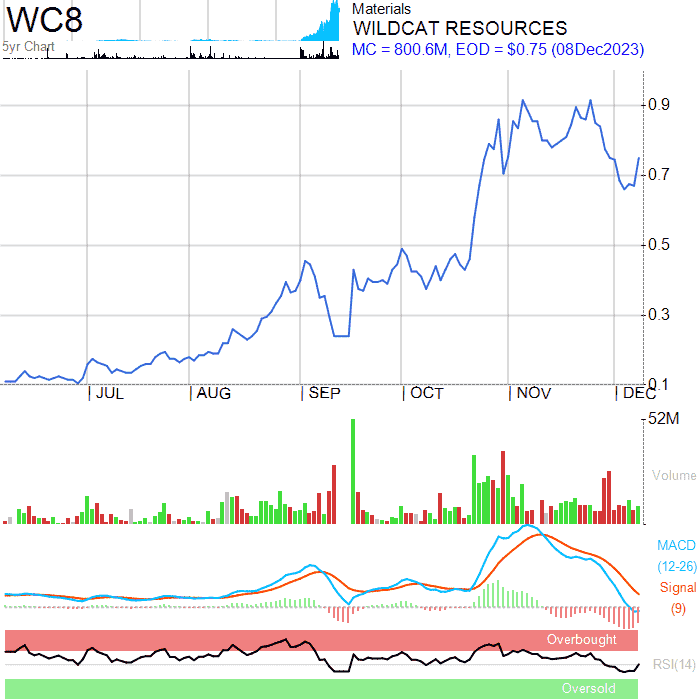 WC8
5yr Chart
Materials
WILDCAT RESOURCES
MC = 800.6M, EOD = $0.75 (08Dec2023)
0.9
0.7
0.5
0.3
0.1
JUL AUG SEP OCT NOV DEC
52M
Volume
MACD
(12-26)
Signal
(9)
Overbought
RSI(14)
Oversold